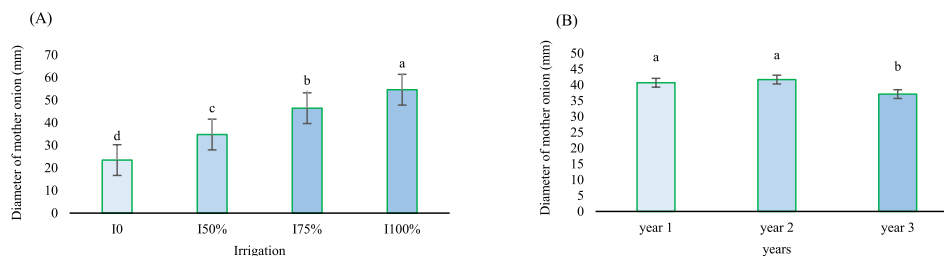 (A)
Diameter of mother onion (mm)
70
60
50
40
30
20
10
0
d
c
b
a
I0 I50% I75% I100%
Irrigation
(B)
Diameter of mother onion (mm)
50
45
40
35
30
25
20
15
10
5
0
a a b
year 1 year 2 year 3
years